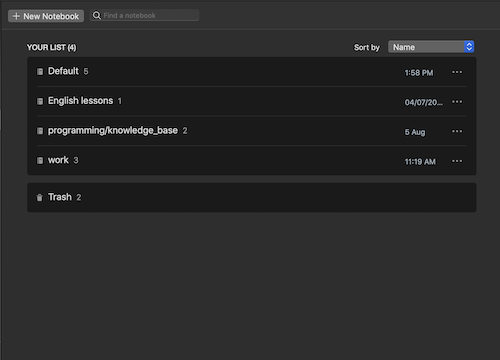 + New Notebook Find a notebook
YOUR LIST (4) Sort by Name
Default 5 1:58 PM ...
English lessons 1 04/07/20... ...
programming/knowledge_base 2 5 Aug ...
work 3 11:19 AM ...
Trash 2